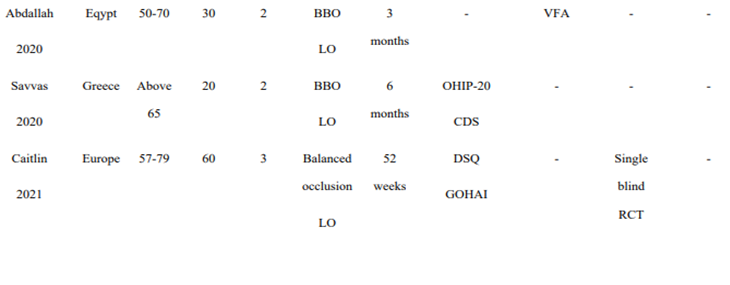 Abdallah Eqypt 50-70 30 2 BBO 3 - VFA - -
2020 LO months
Savvas Greece Above 20 2 BBO 6 OHIP-20 - - -
2020 65 LO months CDS
Caitlin Europe 57-79 60 3 Balanced 52 DSQ - Single -
2021 occlusion weeks GOHAI blind
LO RCT